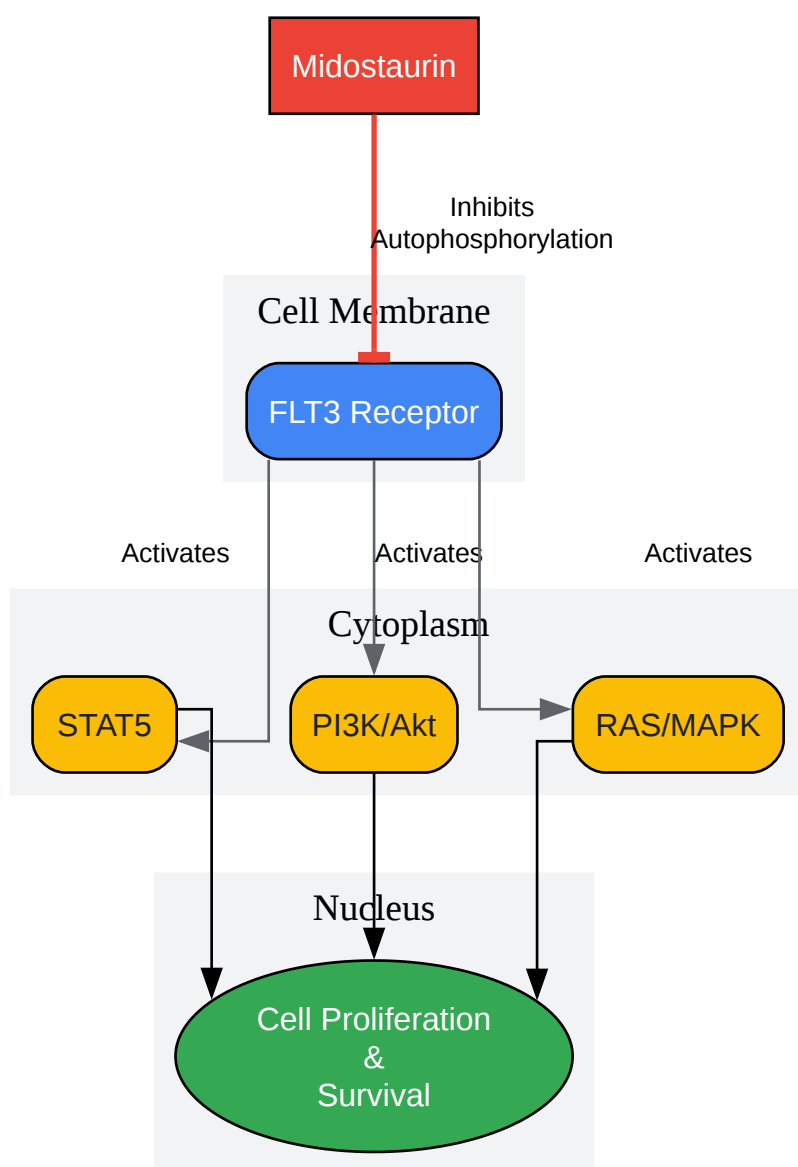 Midostaurin
Inhibits
Autophosphorylation
Cell Membrane
FLT3 Receptor
Activates
Activates
Activates
Cytoplasm
STAT5
PI3K/Akt
RAS/MAPK
Nucleus
Cell Proliferation
&
Survival